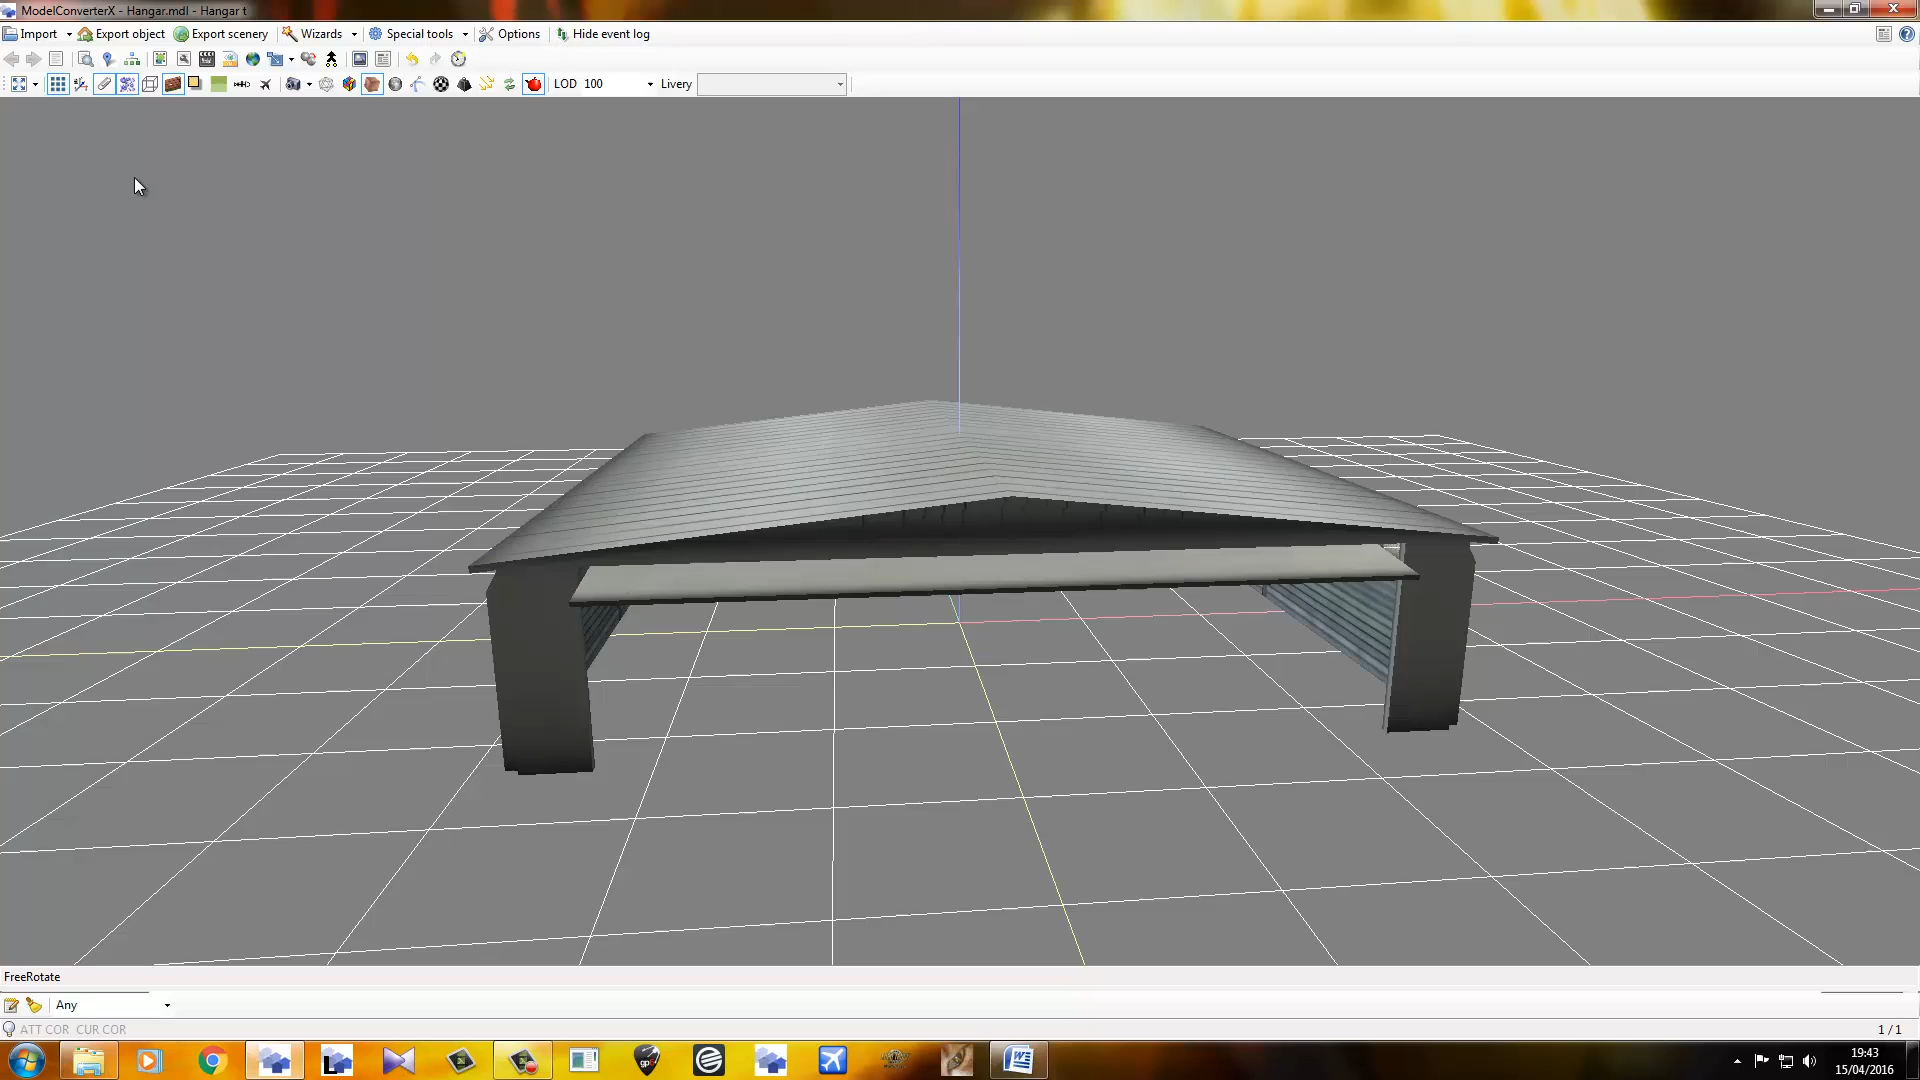 ModelConverterX - Hangar.mdl - Hangar t
Import Export object Export scenery Wizards Special tools Options Hide event log
LOD 100 Livery
FreeRotate
Any
ATT COR CUR COR 1 / 1
19:43
15/04/2016